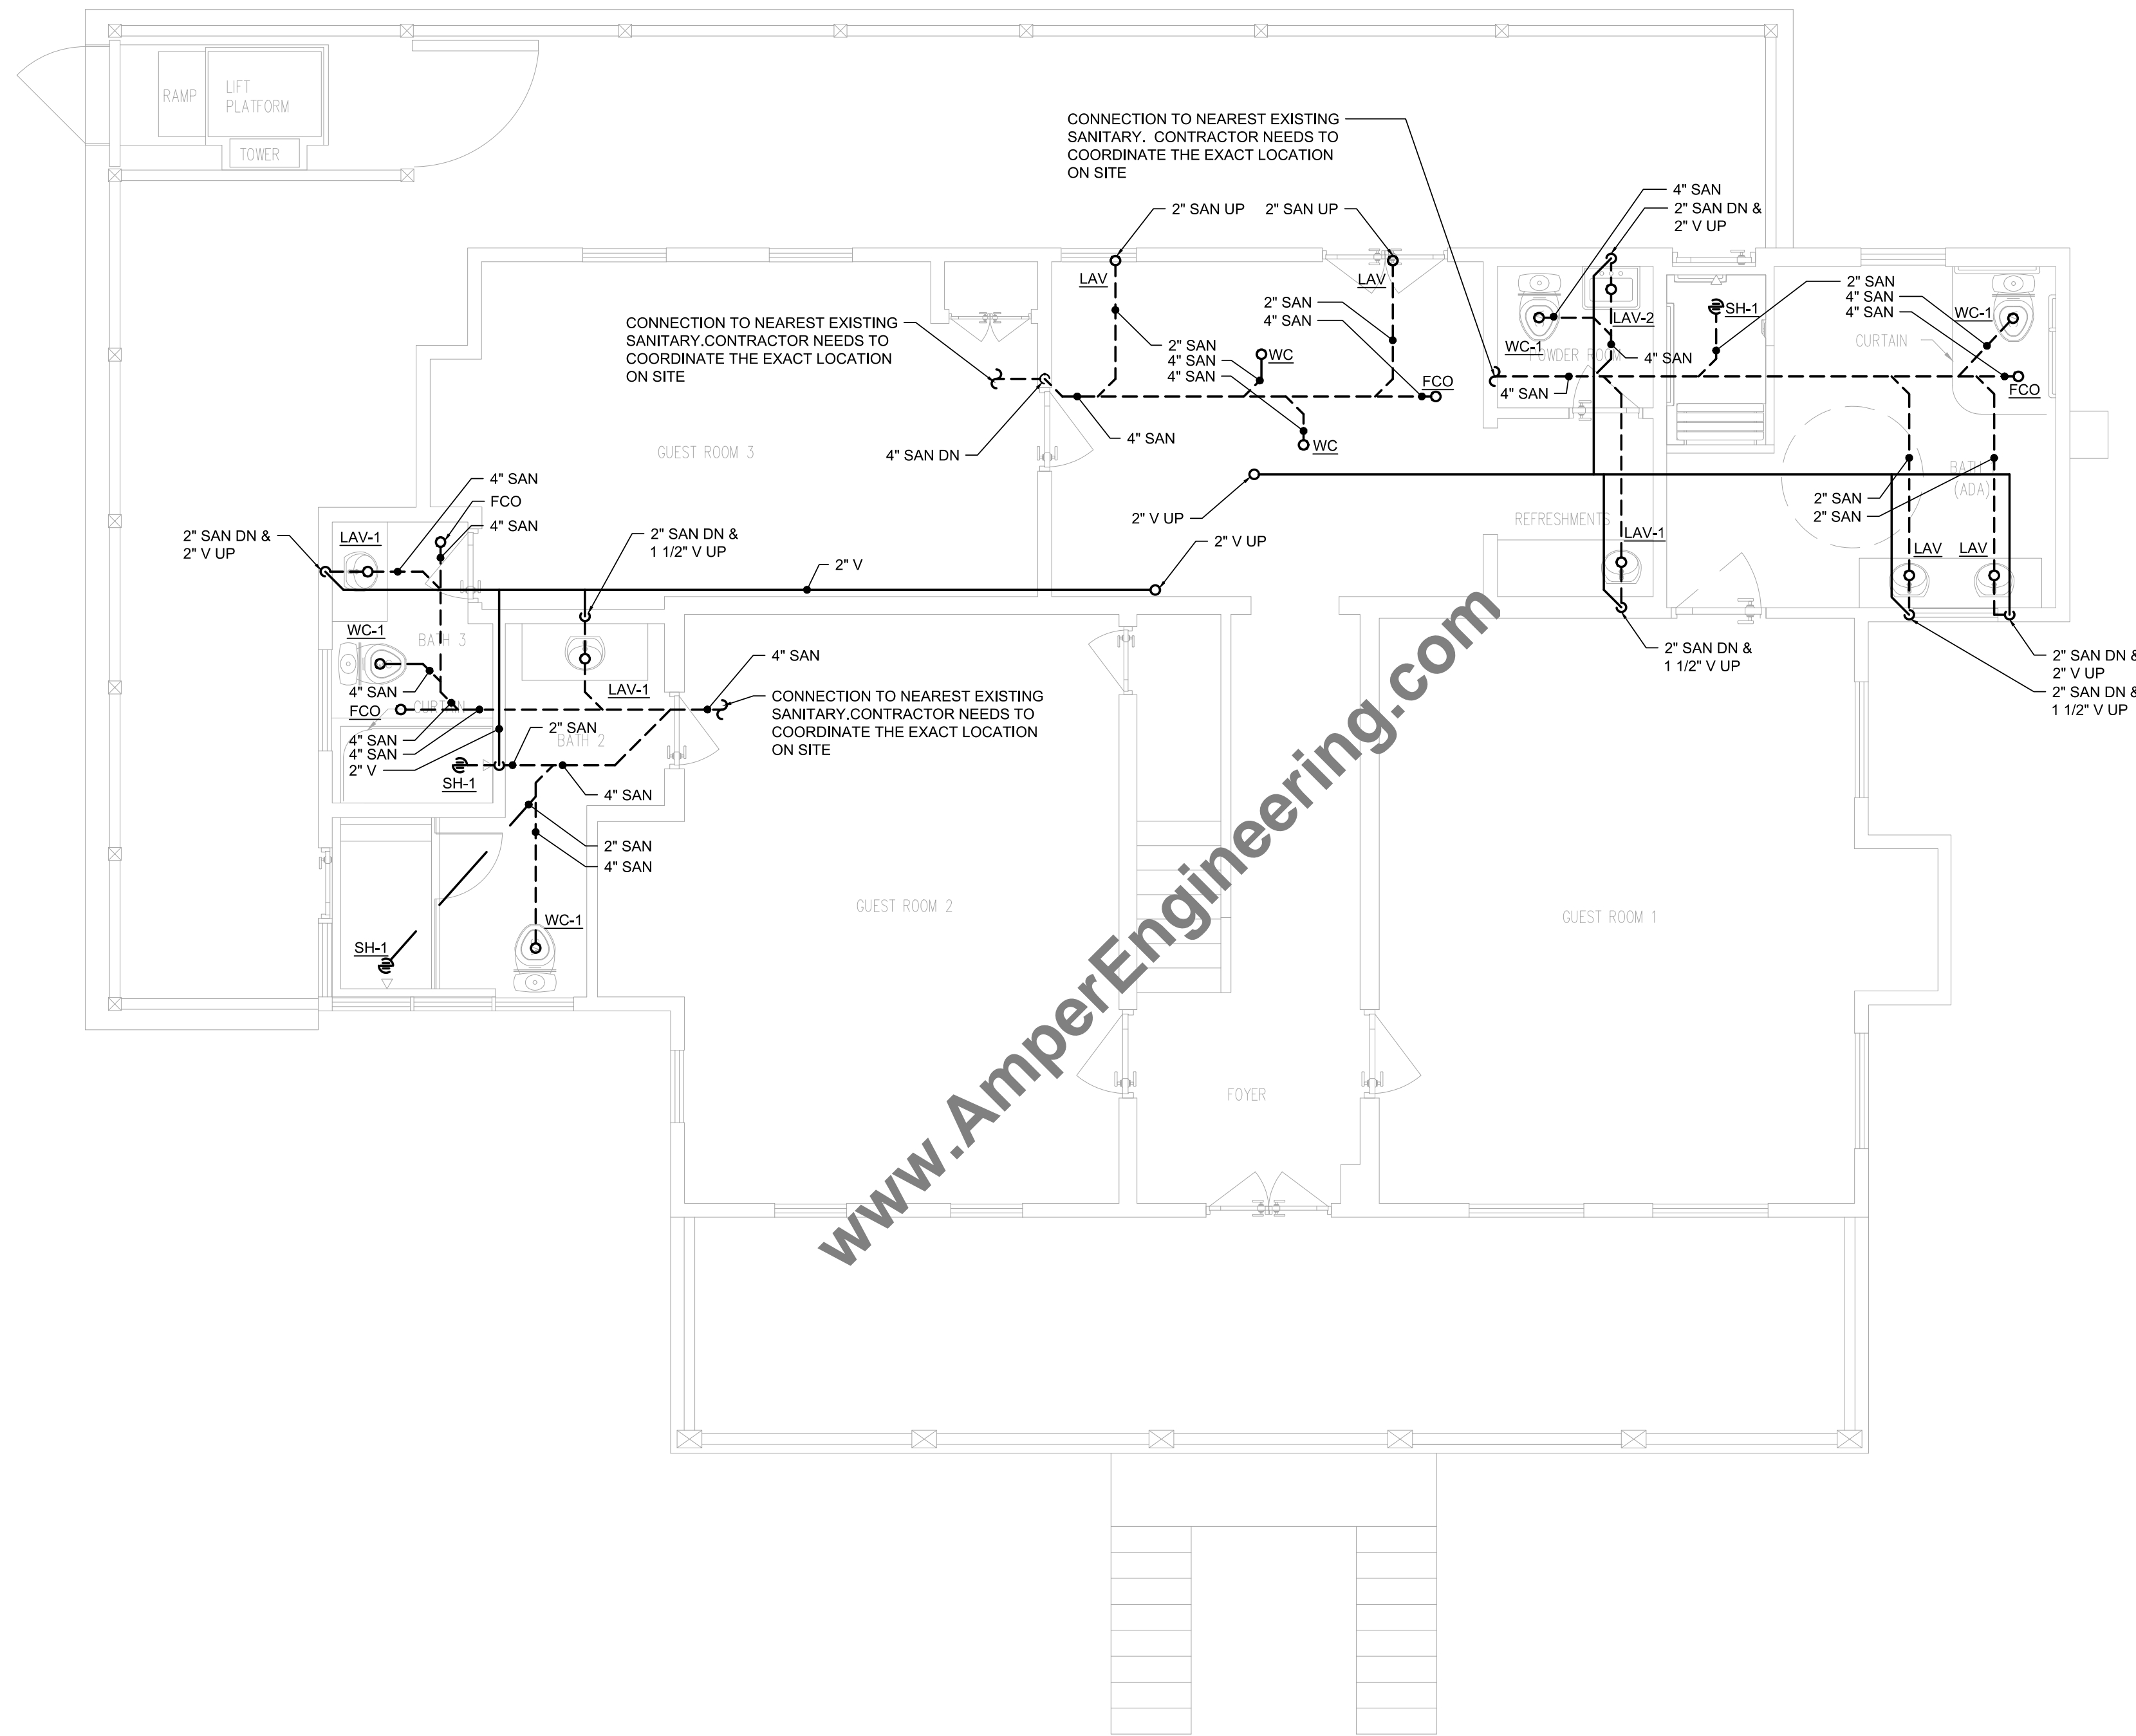 RAMP
LIFT
PLATFORM
TOWER
CONNECTION TO NEAREST EXISTING
SANITARY. CONTRACTOR NEEDS TO
COORDINATE THE EXACT LOCATION
ON SITE
4" SAN
2" SAN DN &
2" V UP
2" SAN UP
2" SAN UP
LAV
LAV
2" SAN
4" SAN
CONNECTION TO NEAREST EXISTING
SANITARY.CONTRACTOR NEEDS TO
COORDINATE THE EXACT LOCATION
ON SITE
2" SAN
4" SAN
4" SAN
WC
WC
FCO
4" SAN
4" SAN DN
LAV-2
WC-1
POWDER ROOM
4" SAN
4" SAN
SH-1
2" SAN
4" SAN
4" SAN
WC-1
CURTAIN
FCO
GUEST ROOM 3
4" SAN
FCO
4" SAN
2" SAN DN &
2" V UP
LAV-1
2" SAN DN &
1 1/2" V UP
2" V
2" V UP
2" V UP
REFRESHMENTS
LAV-1
BATH
(ADA)
2" SAN
2" SAN
LAV
LAV
WC-1
BATH 3
4" SAN
CURTAIN
FCO
4" SAN
4" SAN
2" V
SH-1
LAV-1
2" SAN
BATH 2
4" SAN
4" SAN
CONNECTION TO NEAREST EXISTING
SANITARY.CONTRACTOR NEEDS TO
COORDINATE THE EXACT LOCATION
ON SITE
2" SAN DN &
1 1/2" V UP
2" SAN DN &
2" V UP
2" SAN DN &
1 1/2" V UP
2" SAN
4" SAN
WC-1
SH-1
GUEST ROOM 2
GUEST ROOM 1
FOYER
www.AmperEngineering.com